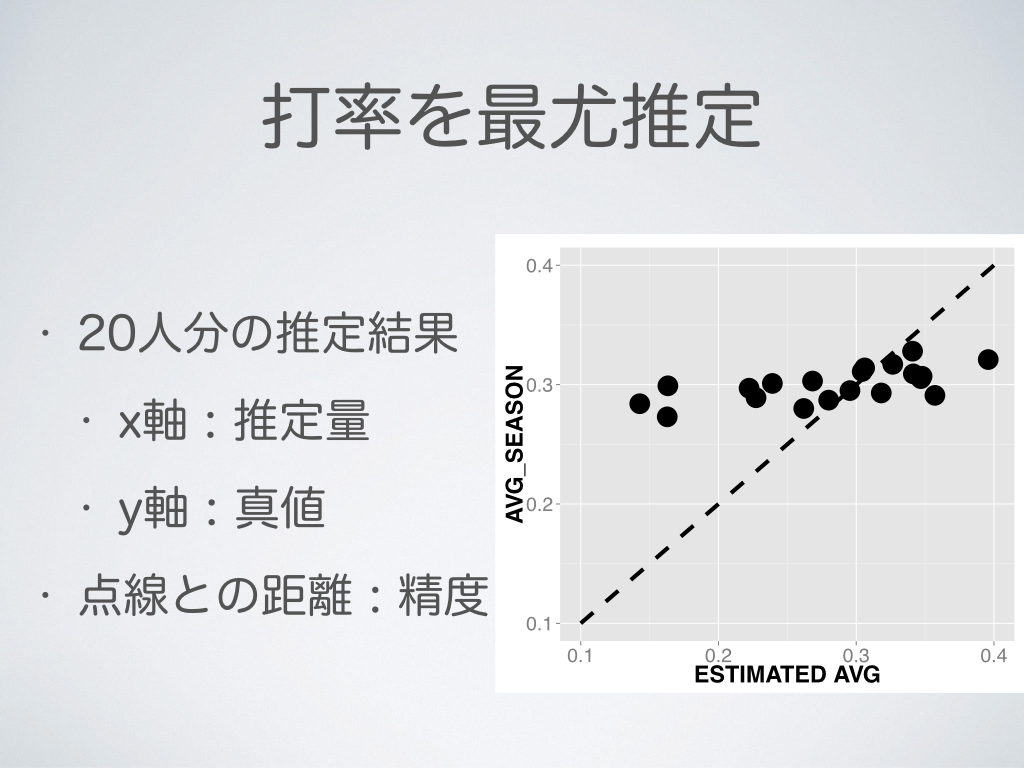 打率を最尤推定
・ 20人分の推定結果
・ x軸：推定量
・ y軸：真値
・ 点線との距離：精度
0.4
0.3
0.2
0.1
AVG_SEASON
0.1 0.2 0.3 0.4
ESTIMATED AVG